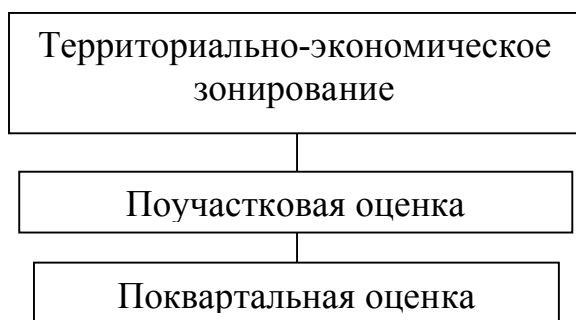 Территориально-экономическое
зонирование
Поучастковая оценка
Поквартальная оценка